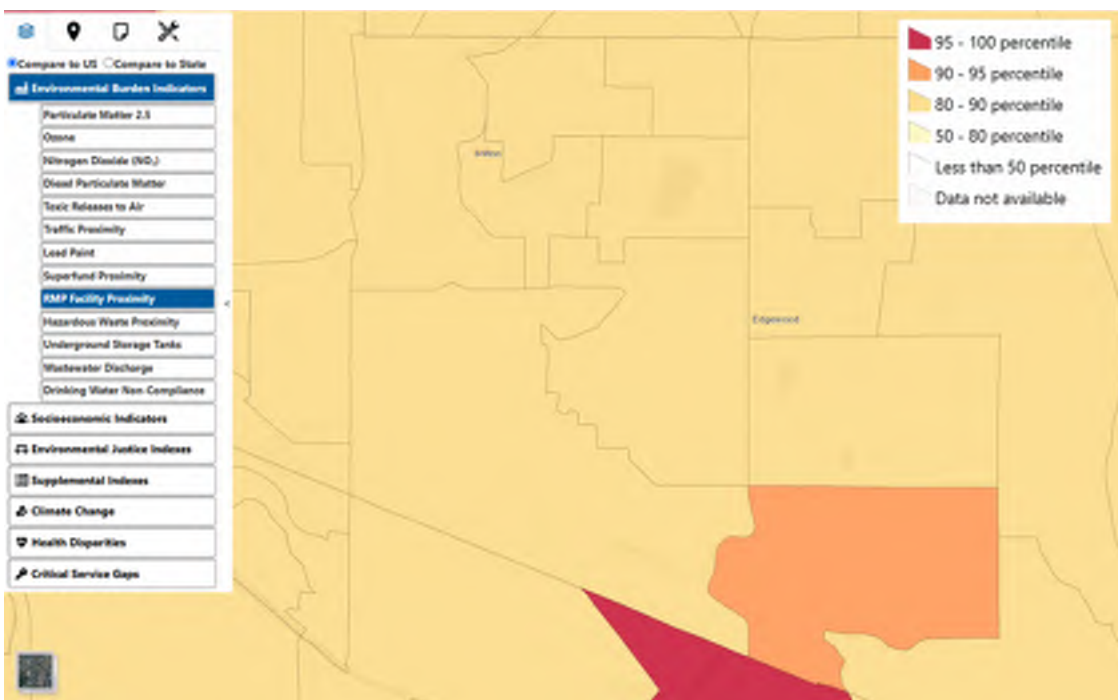 Compare to US Compare to State
Environmental Burden Indicators
Particulate Matter 2.5
Ozone
Nitrogen Dioxide (NO₂)
Diesel Particulate Matter
Toxic Releases to Air
Traffic Proximity
Lead Paint
Superfund Proximity
RMP Facility Proximity
Hazardous Waste Proximity
Underground Storage Tanks
Wastewater Discharge
Drinking Water Non-Compliance
Socioeconomic Indicators
Environmental Justice Indexes
Supplemental Indexes
Climate Change
Health Disparities
Critical Service Gaps
<
95 - 100 percentile
90 - 95 percentile
80 - 90 percentile
50 - 80 percentile
Less than 50 percentile
Data not available
Edgewood